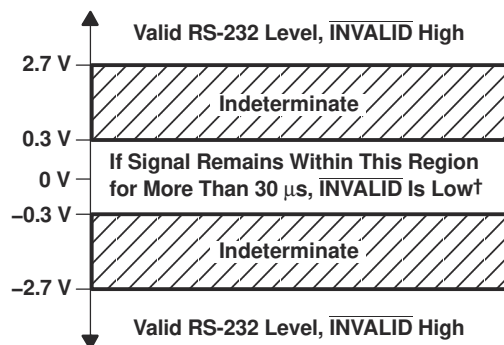 Valid RS-232 Level, INVALID High
2.7 V
Indeterminate
0.3 V
If Signal Remains Within This Region
0 V
for More Than 30 μs, INVALID Is Low†
−0.3 V
Indeterminate
−2.7 V
Valid RS-232 Level, INVALID High